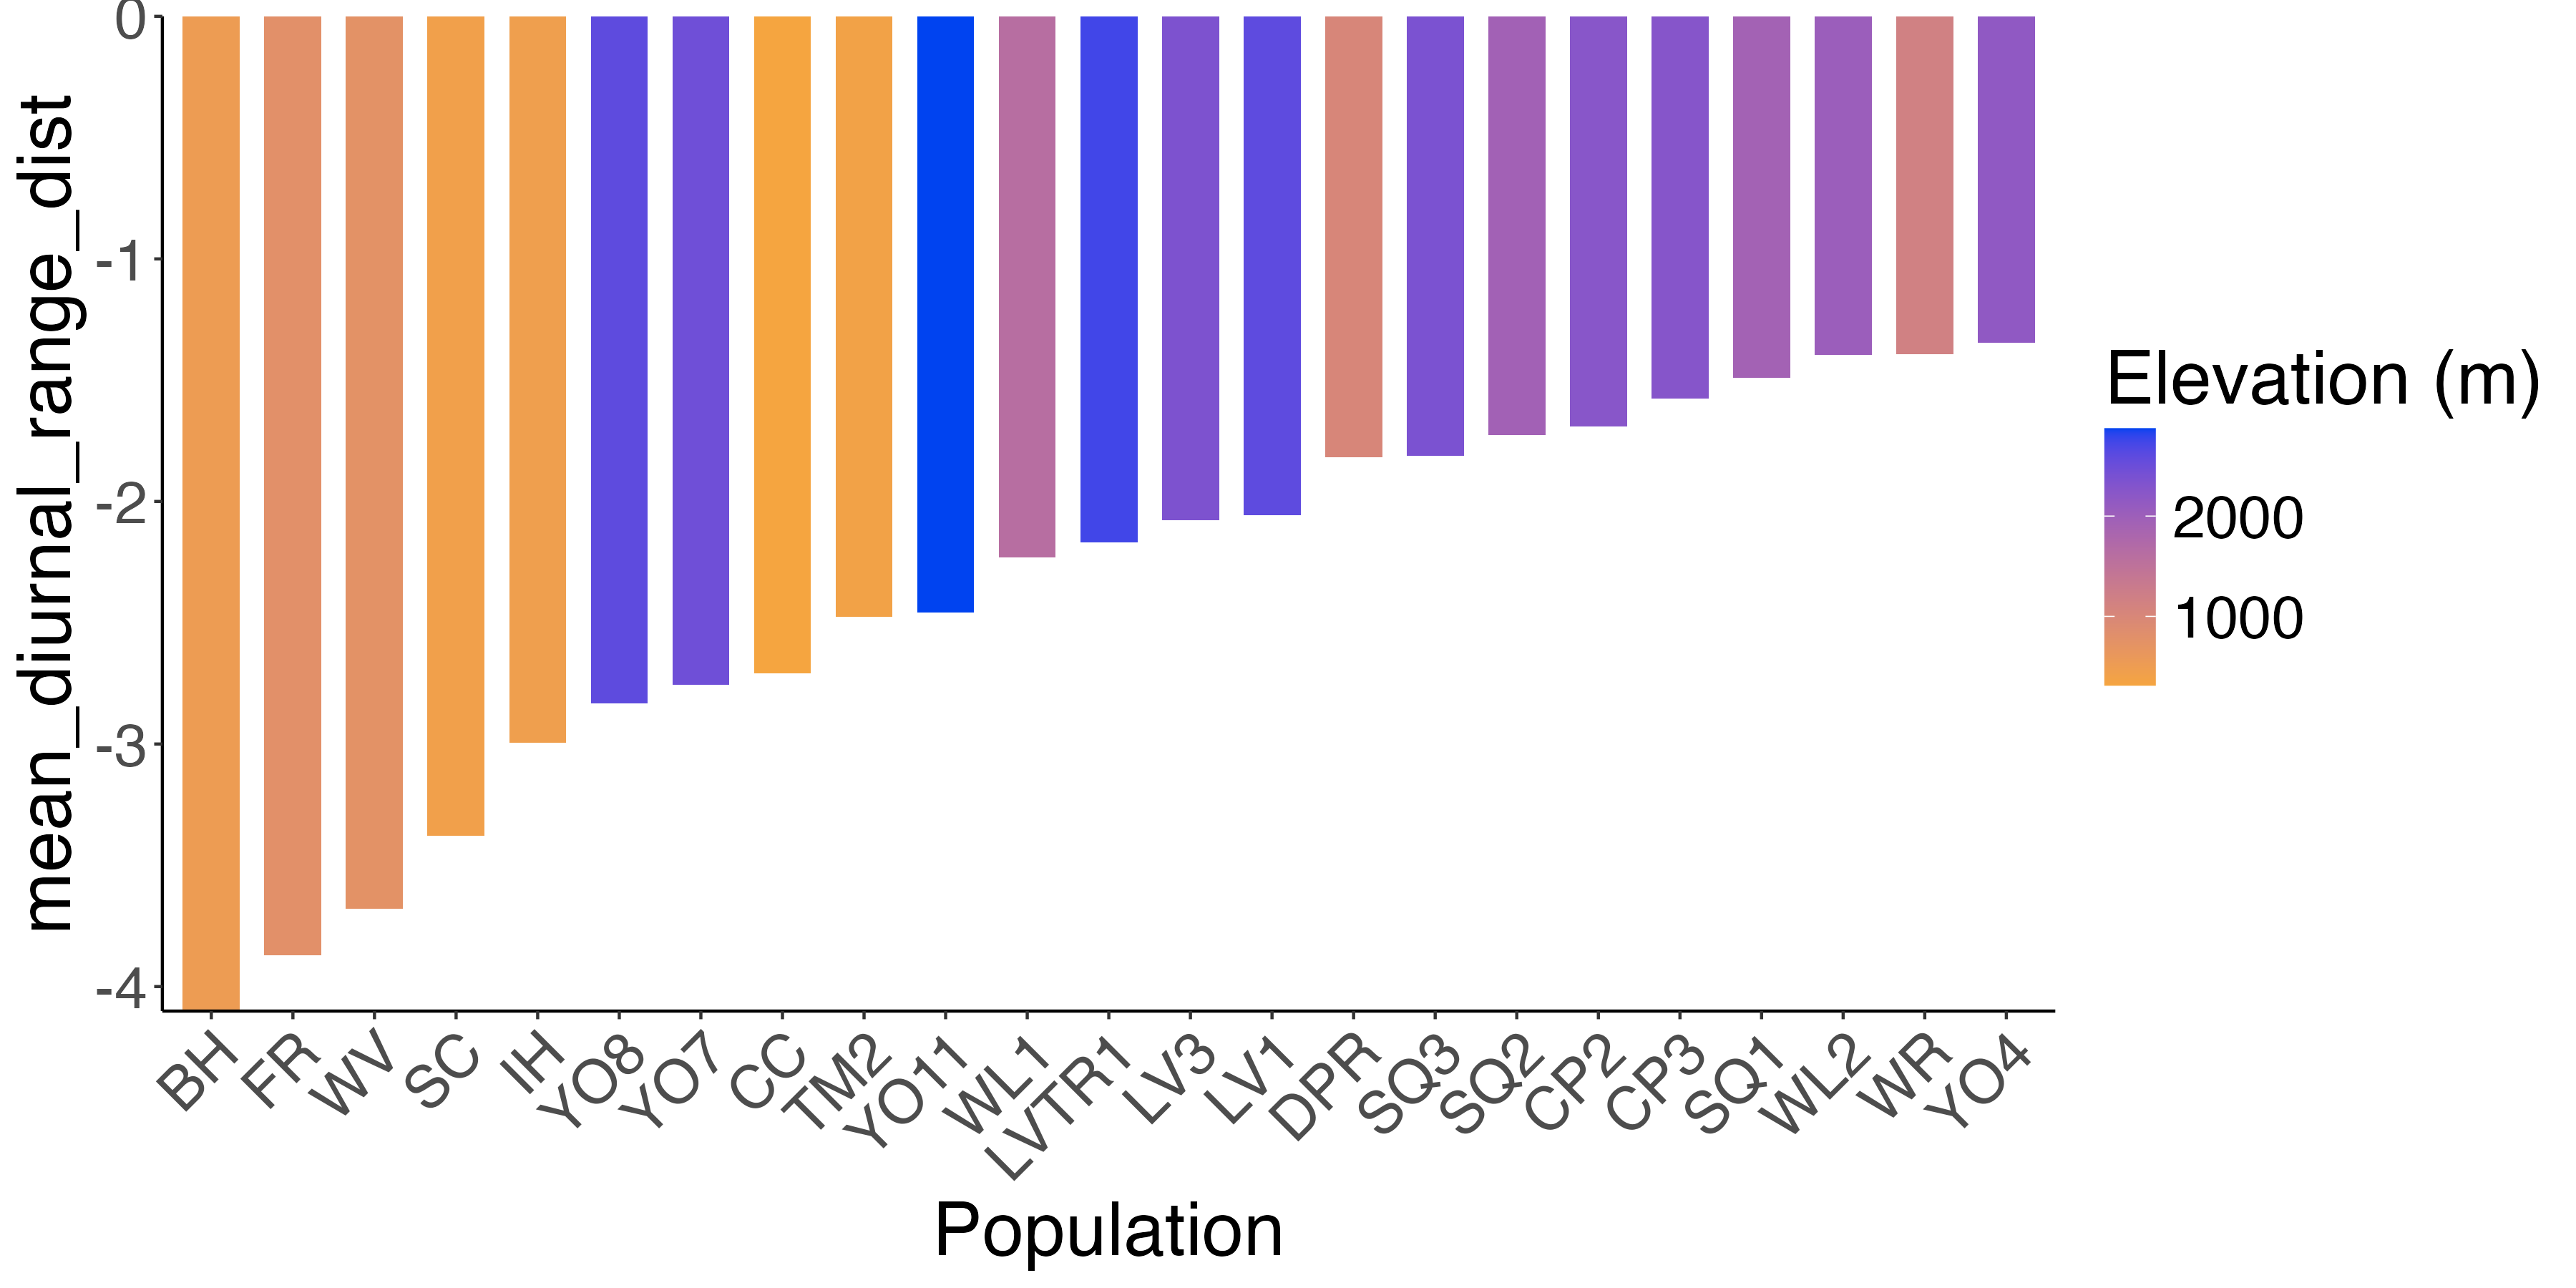 mean_diurnal_range_dist
0
-1
-2
-3
-4
BH
FR
WV
SC
IH
YO8
YO7
CC
TM2
YO11
WL1
LVTR1
LV3
LV1
DPR
SQ3
SQ2
CP2
CP3
SQ1
WL2
WR
YO4
Population
Elevation (m)
2000
1000